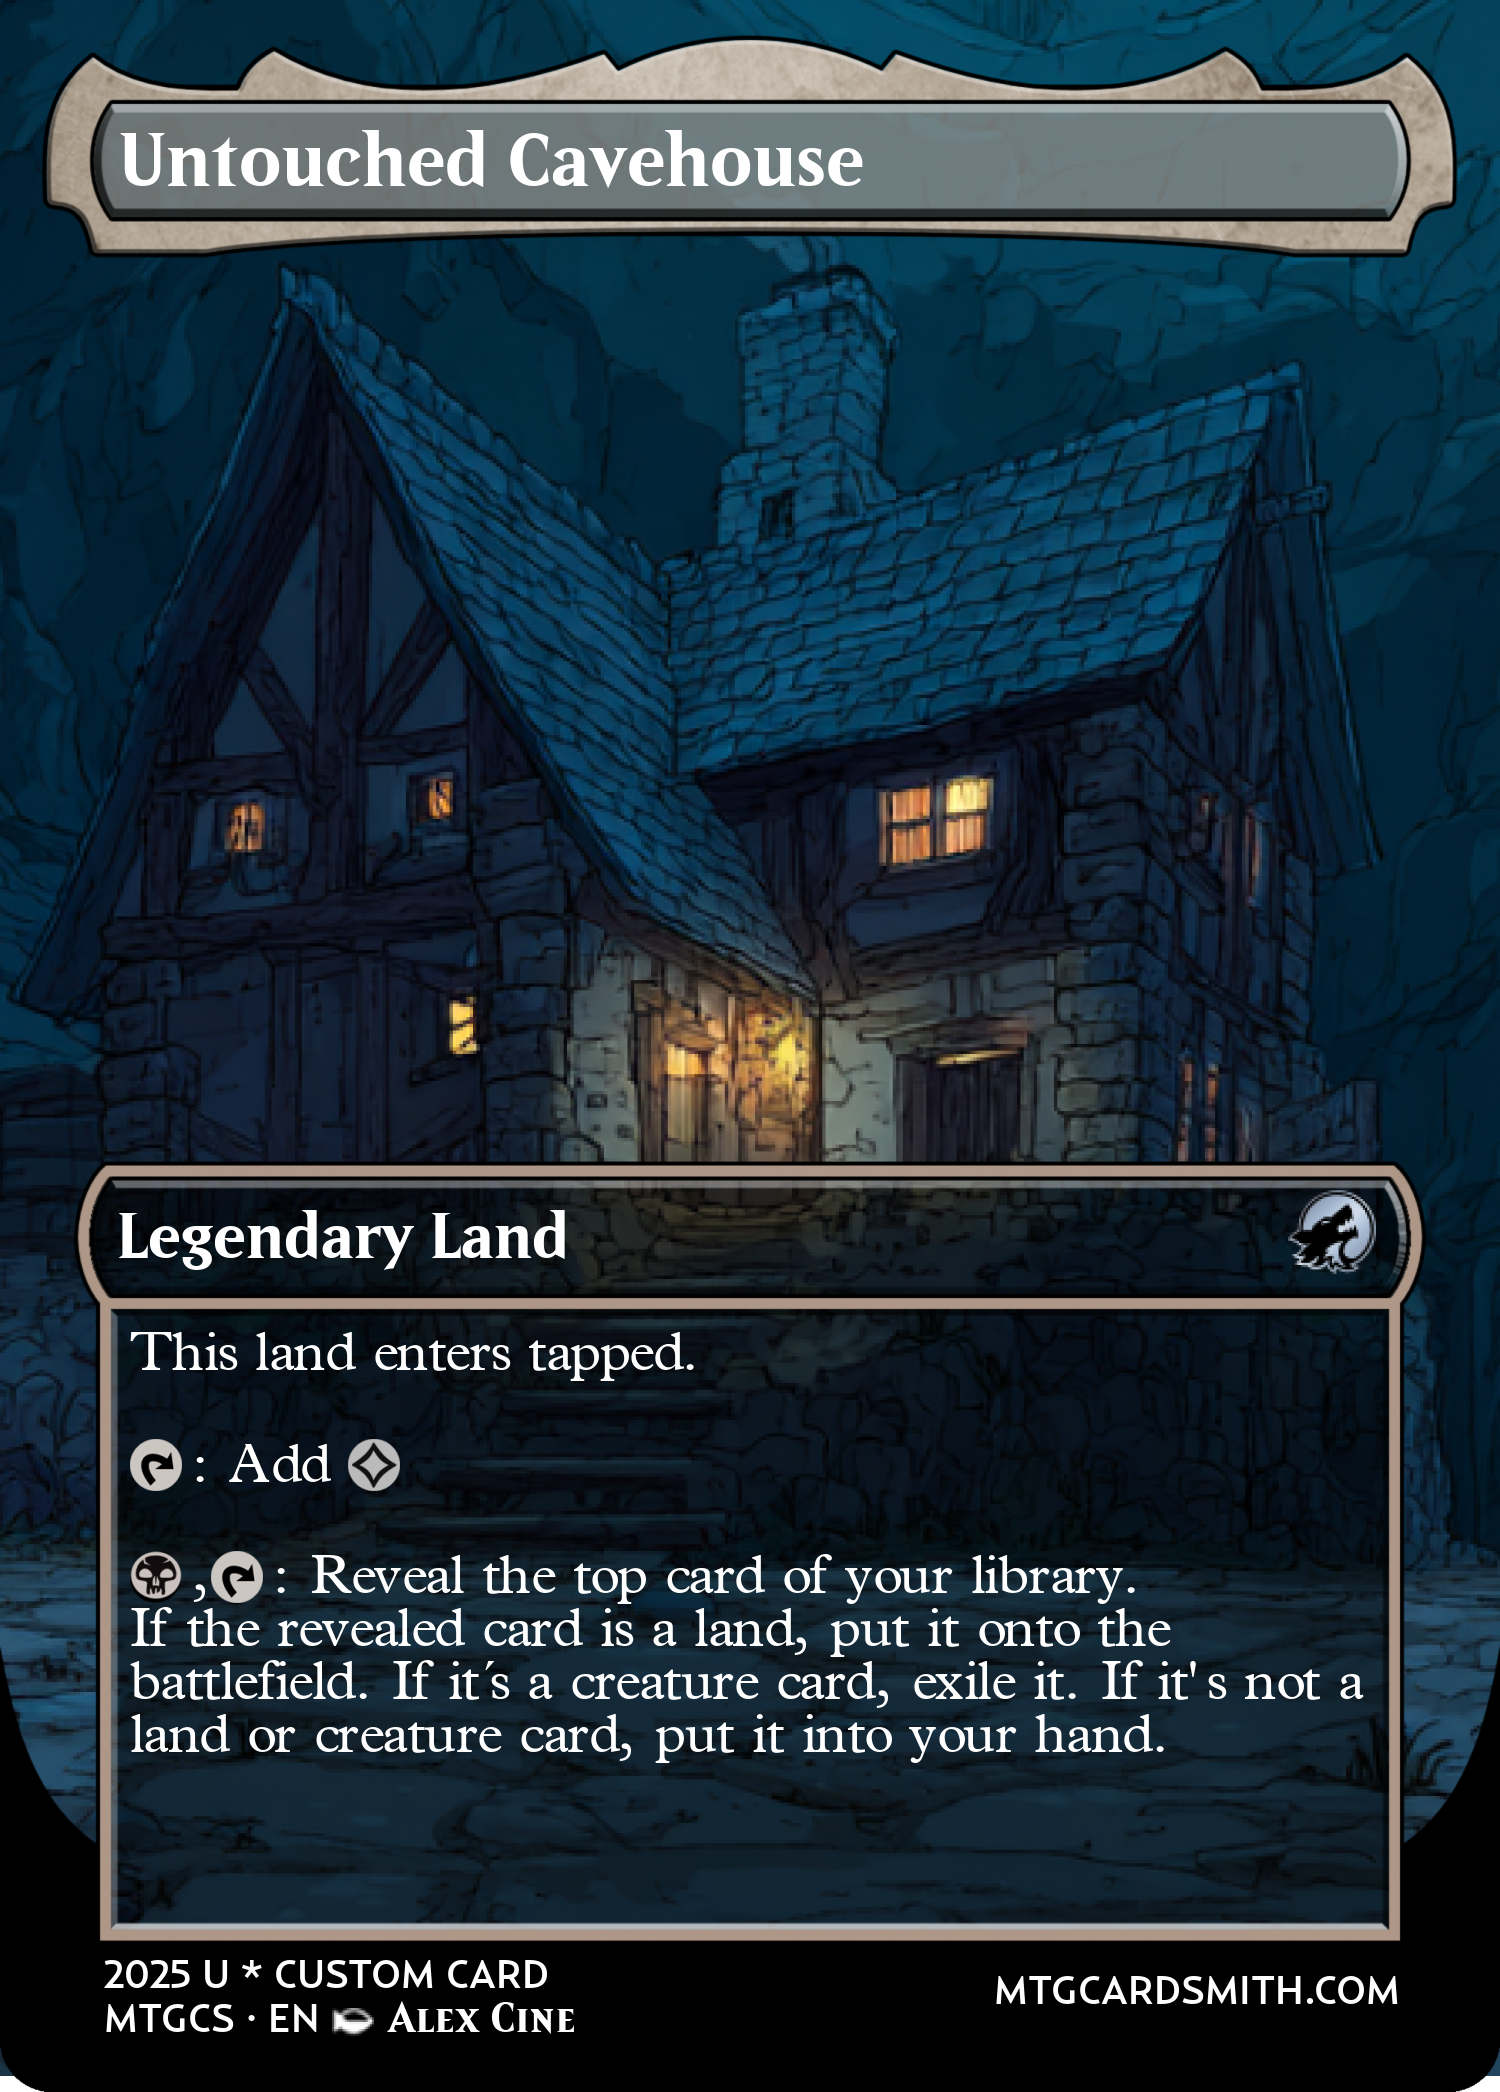 Untouched Cavehouse
Legendary Land
This land enters tapped.
: Add
,: Reveal the top card of your library.
If the revealed card is a land, put it onto the
battlefield. If it´s a creature card, exile it. If it's not a
land or creature card, put it into your hand.
2025 U * CUSTOM CARD
MTGCS · EN ALEX CINE
MTGCARDSMITH.COM